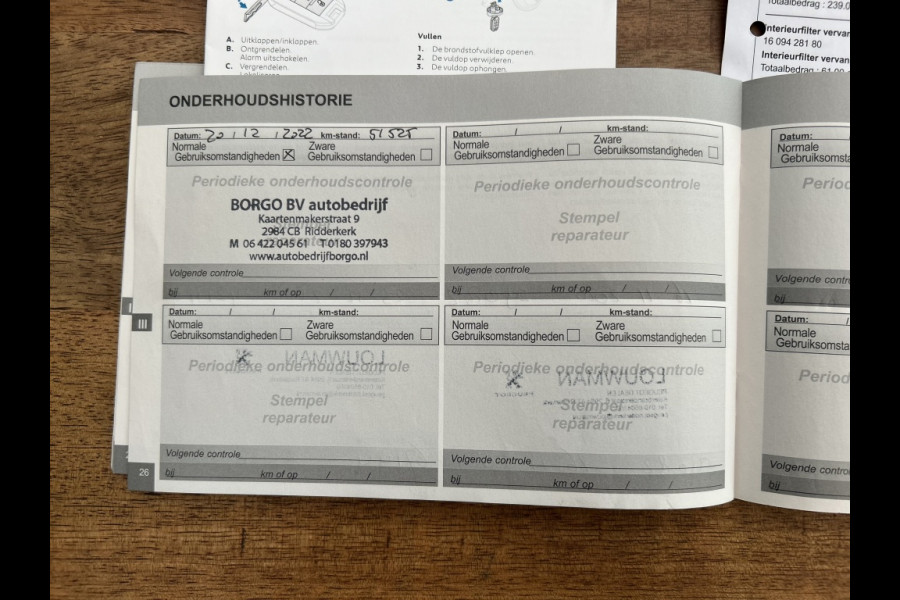 A. Uitklappen/inklappen.
B. Ontgrendelen.
Alarm uitschakelen.
C. Vergrendelen.
Vullen
1. De brandstofvulklep openen.
2. De vuldop verwijderen.
3. De vuldop ophangen.
Totaalbedrag : 239.0
Interieurfilter vervan
16 094 281 80
Interieurfilter vervan
Totaalbedrag : 61.00
ONDERHOUDSHISTORIE
Datum: 20 / 12 / 2022 km-stand: 51525
Normale Gebruiksomstandigheden ☒ Zware Gebruiksomstandigheden ☐
Periodieke onderhoudscontrole
BORGO BV autobedrijf
Kaartenmakerstraat 9
2984 CB Ridderkerk
M 06 422 045 61 T 0180 397943
www.autobedrijfborgo.nl
Volgende controle
bij km of op / /
Datum: / / km-stand:
Normale Gebruiksomstandigheden ☐ Zware Gebruiksomstandigheden ☐
Periodieke onderhoudscontrole
Stempel
reparateur
Volgende controle
bij km of op / /
Datum: / / km-stand:
Normale Gebruiksomstandigheden ☐ Zware Gebruiksomstandigheden ☐
Periodieke onderhoudscontrole
LOUWMAN
Stempel
reparateur
Volgende controle
bij km of op / /
Datum: / / km-stand:
Normale Gebruiksomstandigheden ☐ Zware Gebruiksomstandigheden ☐
Periodieke onderhoudscontrole
LOUWMAN
Stempel
reparateur
Volgende controle
bij km of op / /
Datum:
Normale
Gebruiksomsta
Period
Volgende contr
bij
Datum: /
Normale
Gebruiksomsta
Period
Volgende contro
bij
III
26